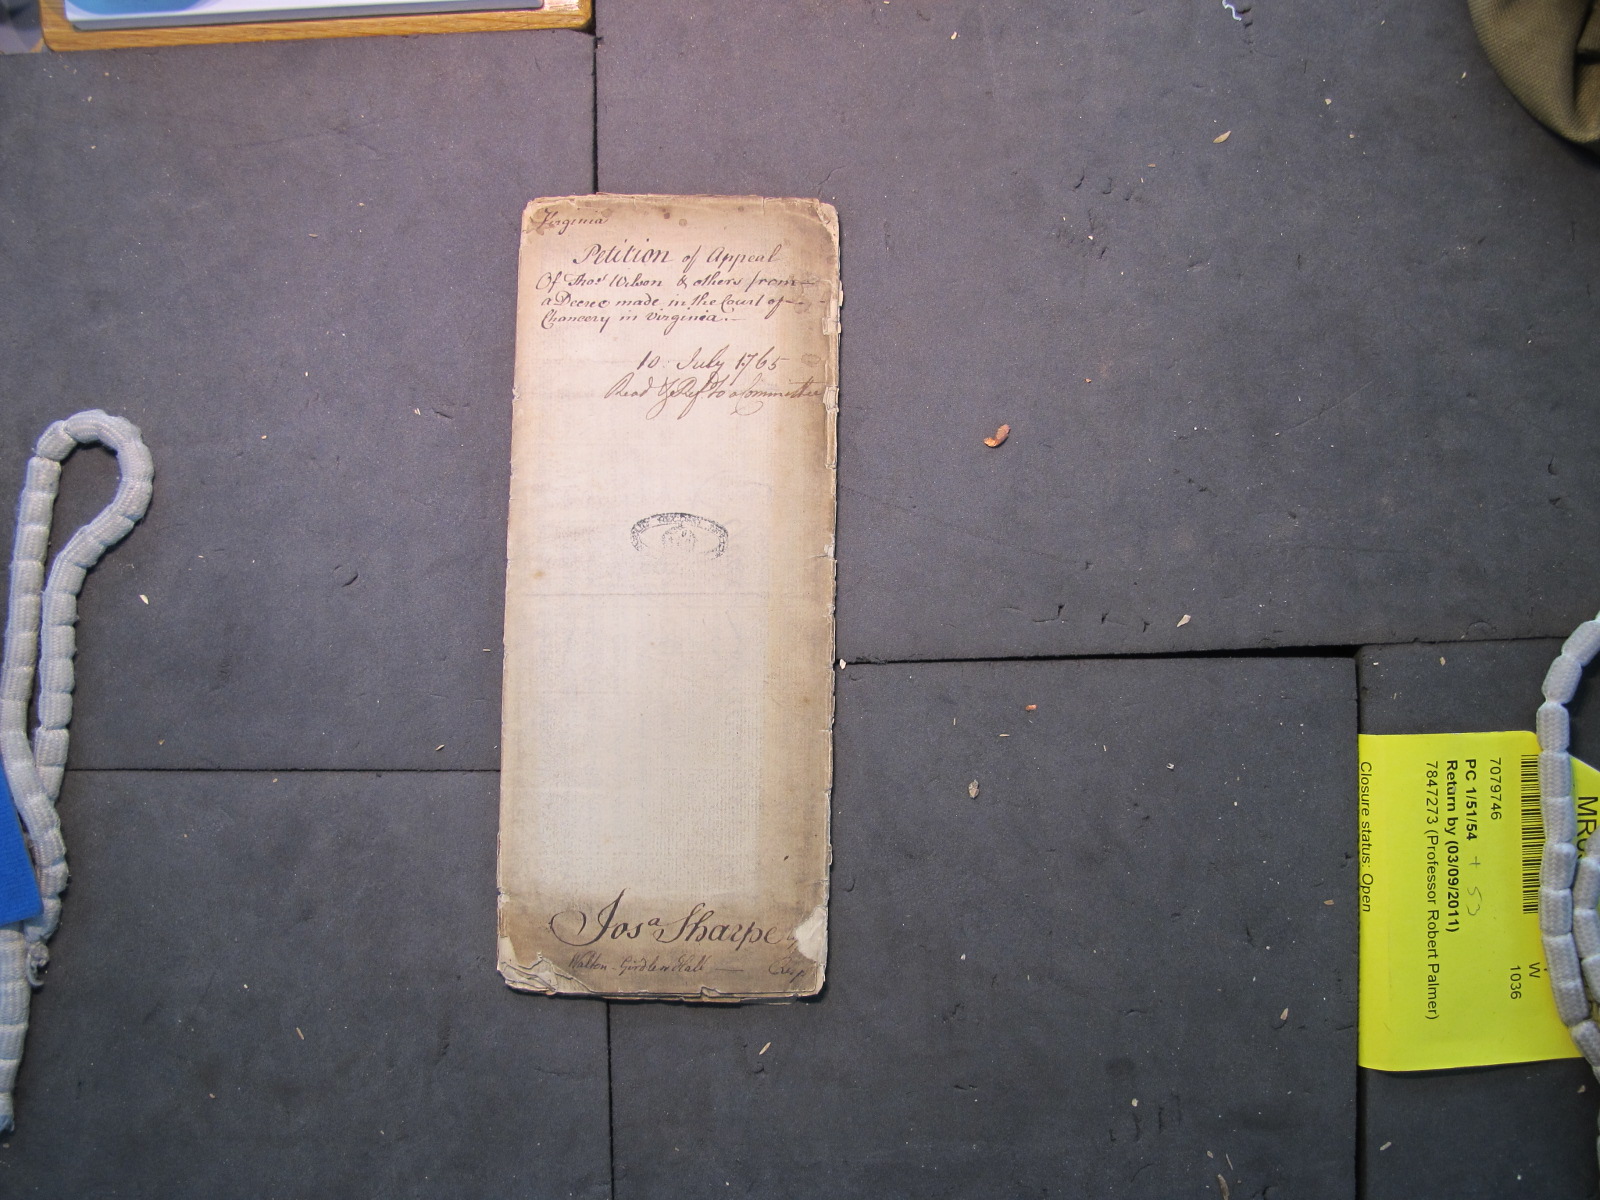 Virginia
Petition of Appeal
Of Thos Wilson & others from
a Decree made in the Court of
Chancery in Virginia.
10 July 1765
Read & Refd to a Committee
Josa Sharpe
Walton Girdler Hall
7079746
PC 1/51/54 + 53
Return by (03/09/2011)
7847273 (Professor Robert Palmer)
Closure status: Open
W
1036